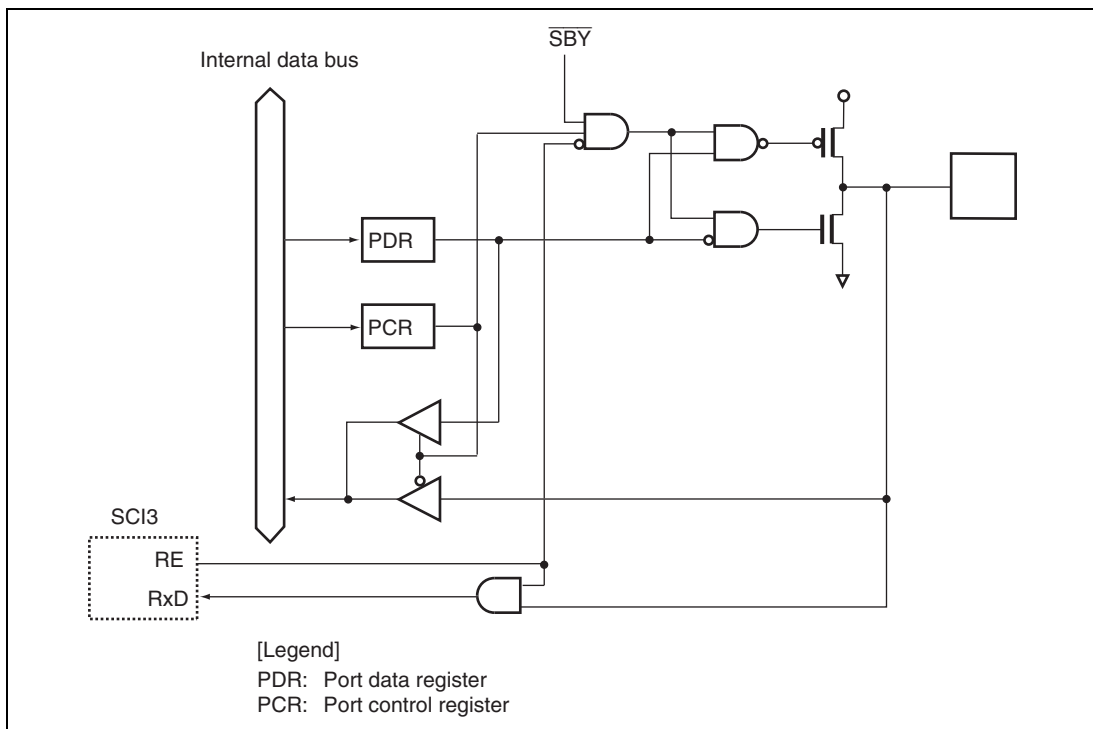 SBY
Internal data bus
PDR
PCR
SCI3
RE
RxD
[Legend]
PDR: Port data register
PCR: Port control register